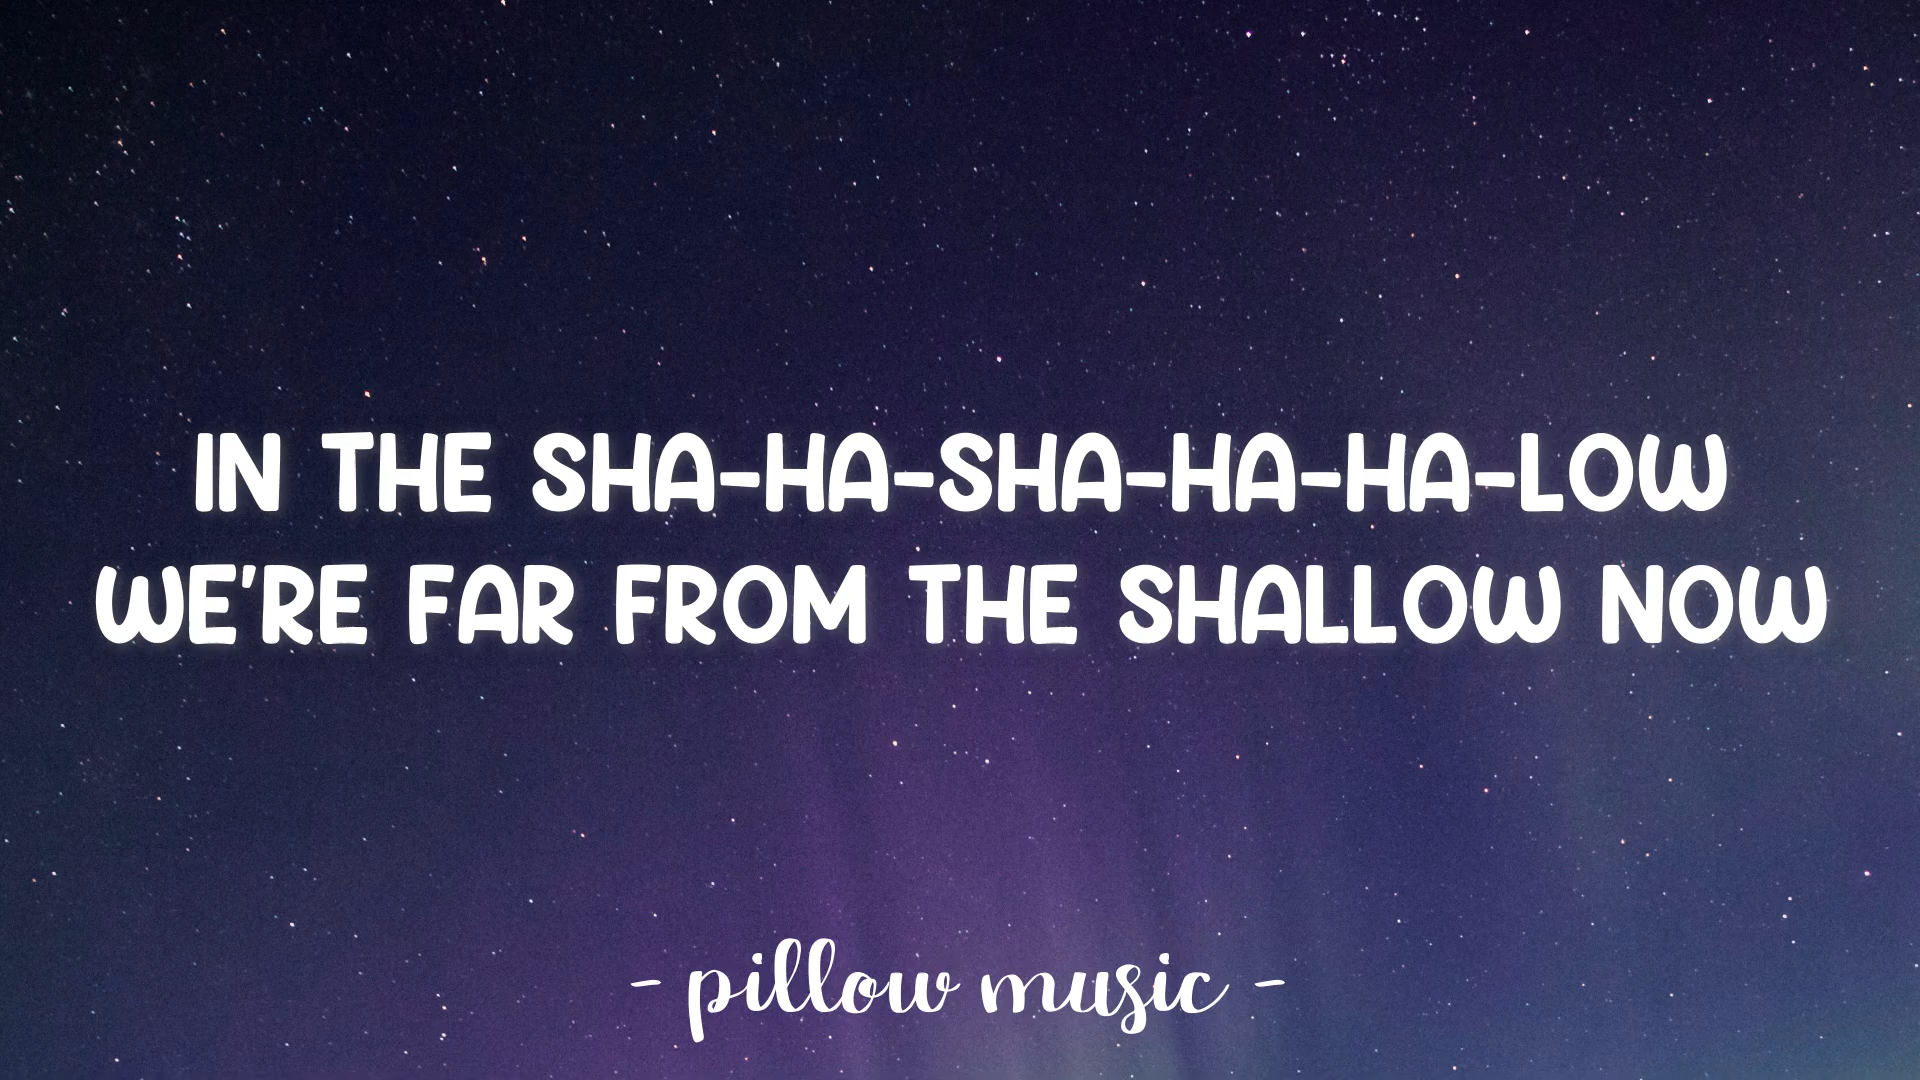 IN THE SHA-HA-SHA-HA-HA-LOW
WE'RE FAR FROM THE SHALLOW NOW
- pillow music -